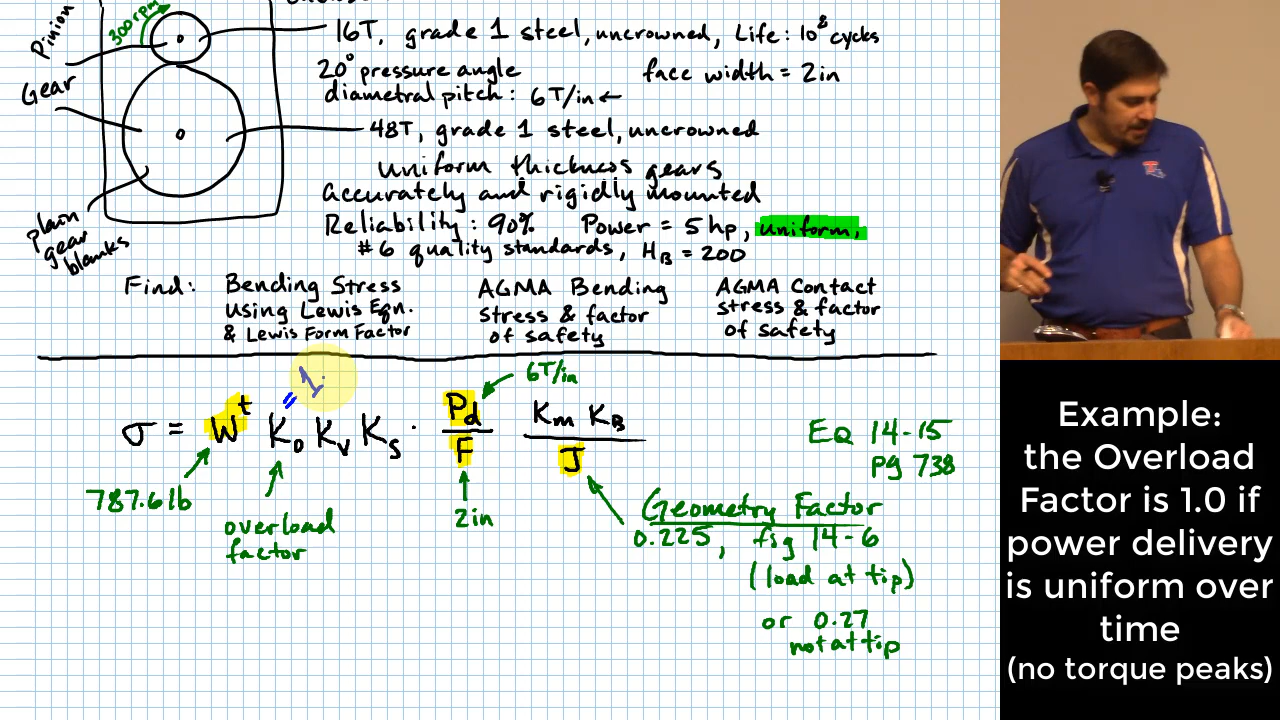 Pinion
300 rpm
16T, grade 1 steel, uncrowned, Life: 10⁸ cycles
20° pressure angle face width = 2in
Gear
diametral pitch: 6T/in ←
48T, grade 1 steel, uncrowned
uniform thickness gears
accurately and rigidly mounted
plain gear blanks
Reliability: 90% Power = 5 hp, uniform,
#6 quality standards, H_B = 200
Find: Bending Stress AGMA Bending AGMA Contact
Using Lewis Eqn. stress & factor stress & factor
& Lewis Form Factor of safety of safety
= 1.
6T/in
σ = W^t K_o K_v K_s · P_d/F K_m K_B/J
EQ 14-15
pg 738
787.6 lb
overload
factor
2in
Geometry Factor
0.225, fig 14-6
(load at tip)
or 0.27
not at tip
Example:
the Overload
Factor is 1.0 if
power delivery
is uniform over
time
(no torque peaks)